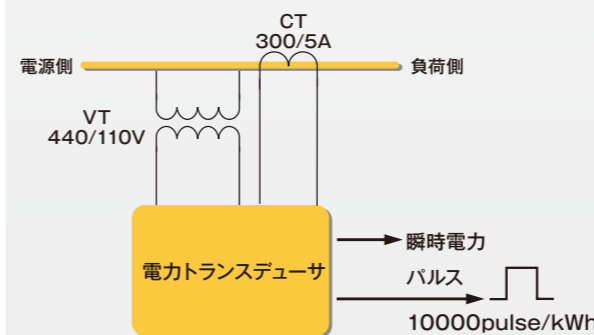 CT
300/5A
電源側
負荷側
VT
440/110V
電力トランスデューサ
瞬時電力
パルス
10000pulse/kWh